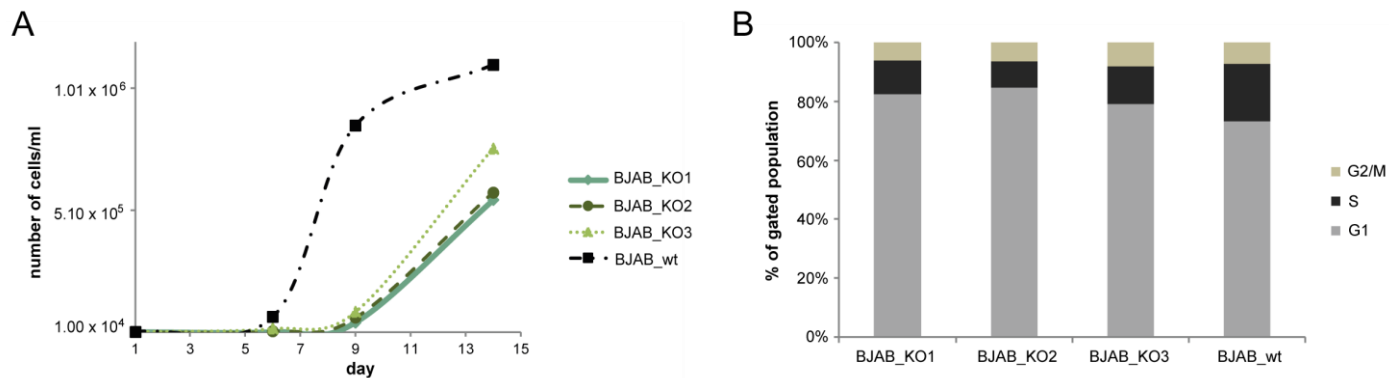 A
number of cells/ml
1.01 x 10⁶
5.10 x 10⁵
1.00 x 10⁴
1 3 5 7 9 11 13 15
day
BJAB_KO1
BJAB_KO2
BJAB_KO3
BJAB_wt
B
% of gated population
100%
80%
60%
40%
20%
0%
BJAB_KO1 BJAB_KO2 BJAB_KO3 BJAB_wt
G2/M
S
G1